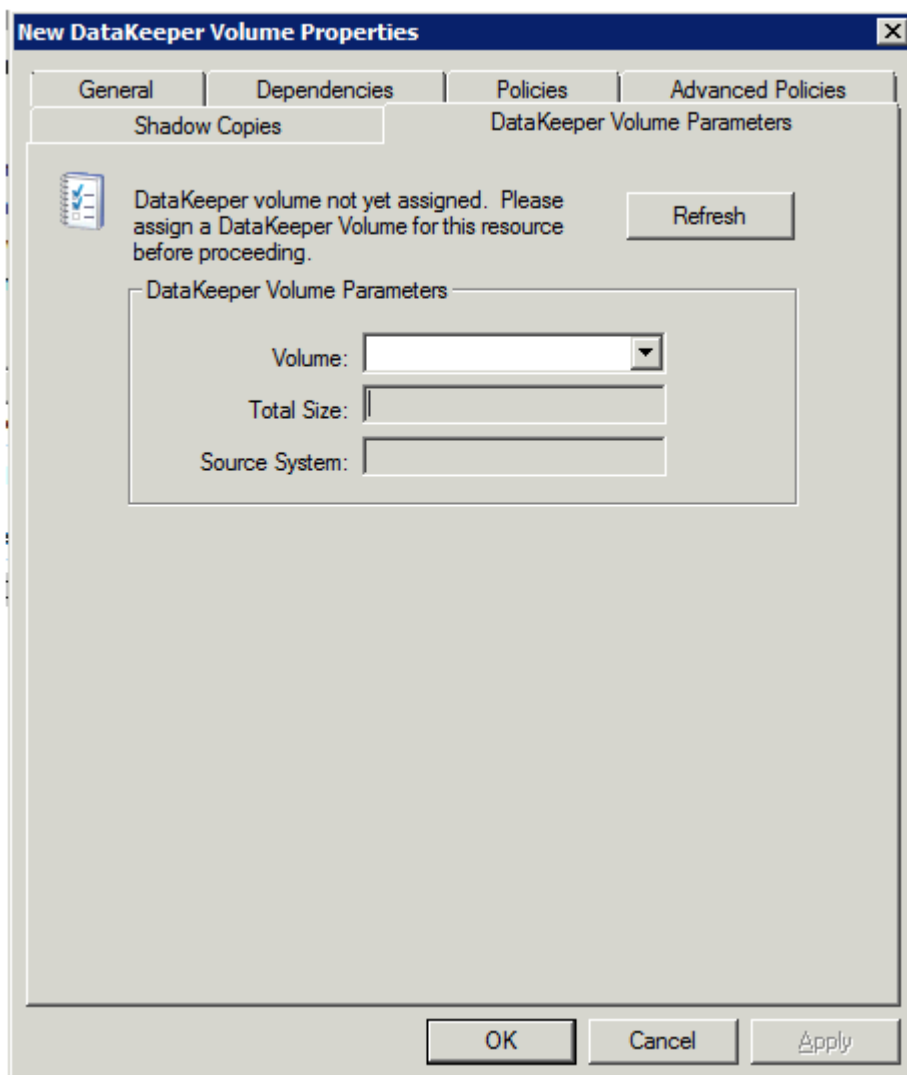 New DataKeeper Volume Properties
General
Dependencies
Policies
Advanced Policies
Shadow Copies
DataKeeper Volume Parameters
DataKeeper volume not yet assigned. Please
assign a DataKeeper Volume for this resource
before proceeding.
Refresh
DataKeeper Volume Parameters
Volume:
Total Size:
Source System:
OK
Cancel
Apply